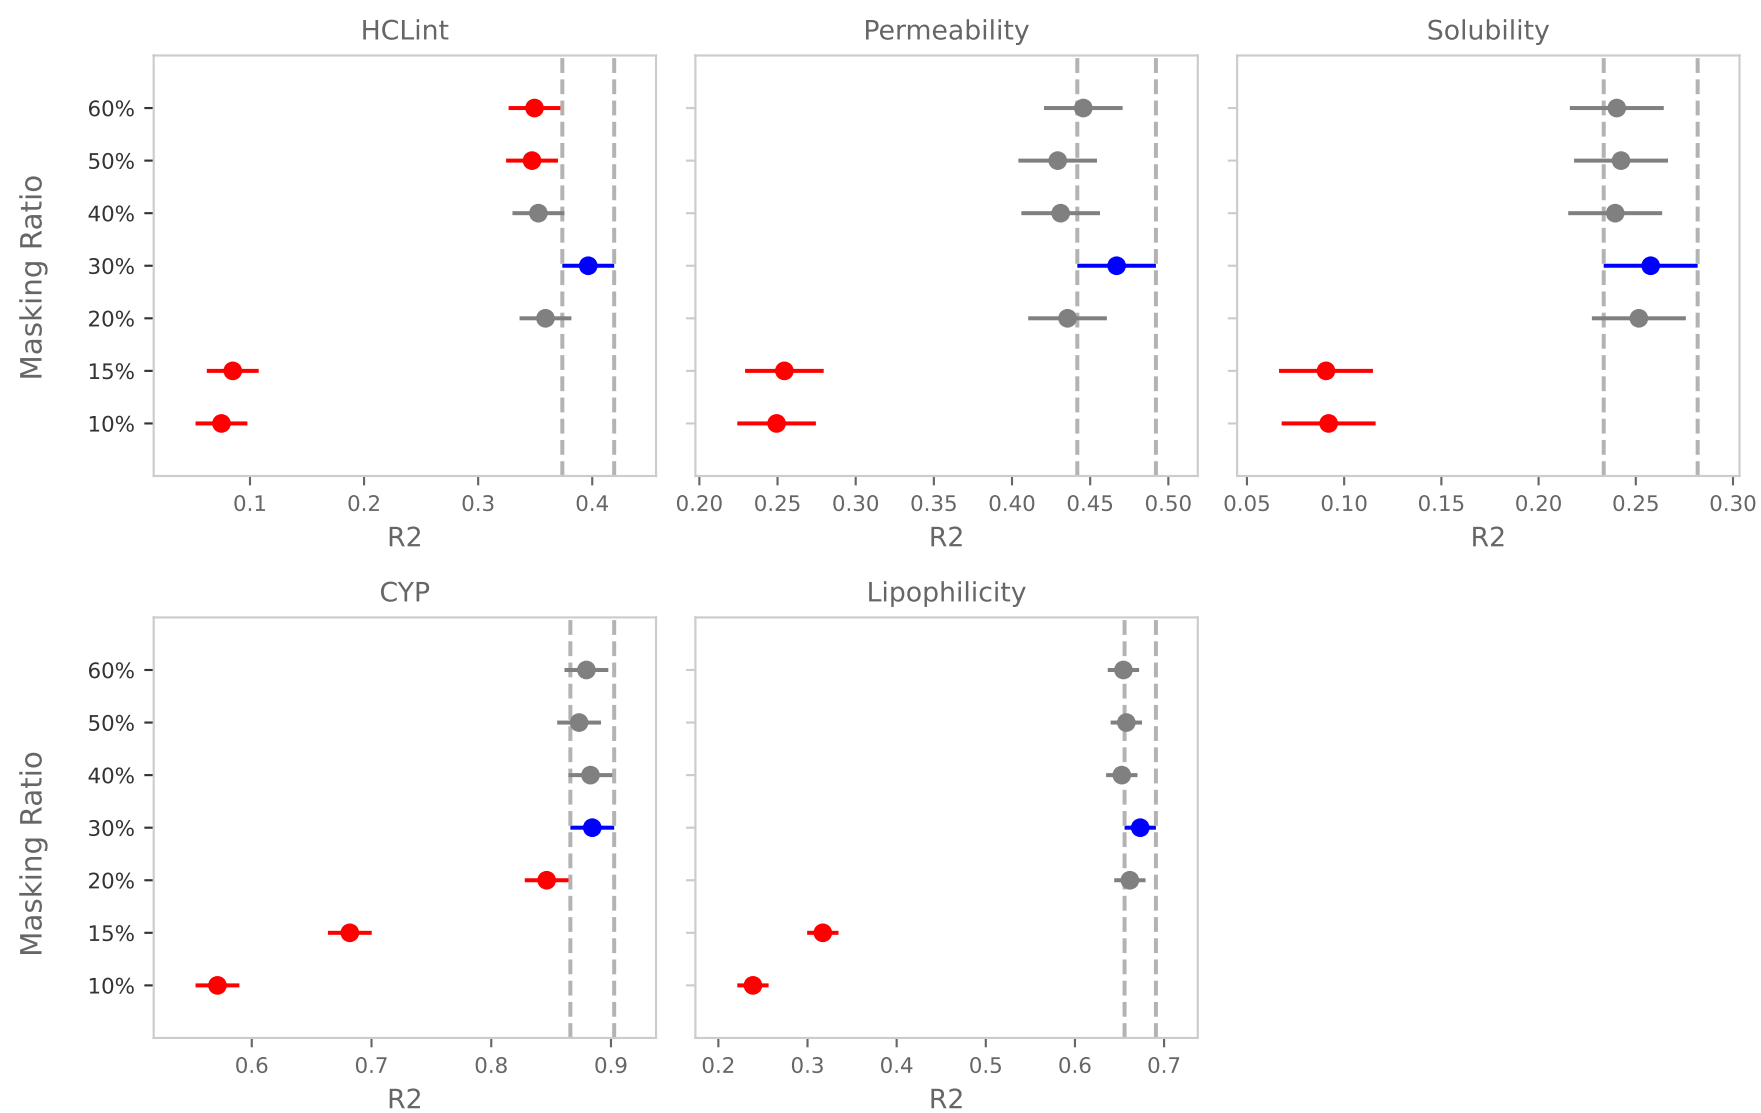 HCLint
Permeability
Solubility
Masking Ratio
60%
50%
40%
30%
20%
15%
10%
0.1 0.2 0.3 0.4
0.20 0.25 0.30 0.35 0.40 0.45 0.50
0.05 0.10 0.15 0.20 0.25 0.30
R2
R2
R2
CYP
Lipophilicity
Masking Ratio
60%
50%
40%
30%
20%
15%
10%
0.6 0.7 0.8 0.9
0.2 0.3 0.4 0.5 0.6 0.7
R2
R2